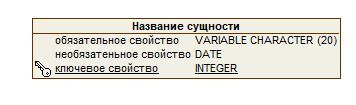 Название сущности
обязательное свойство VARIABLE CHARACTER (20)
необязательное свойство DATE
ключевое свойство INTEGER